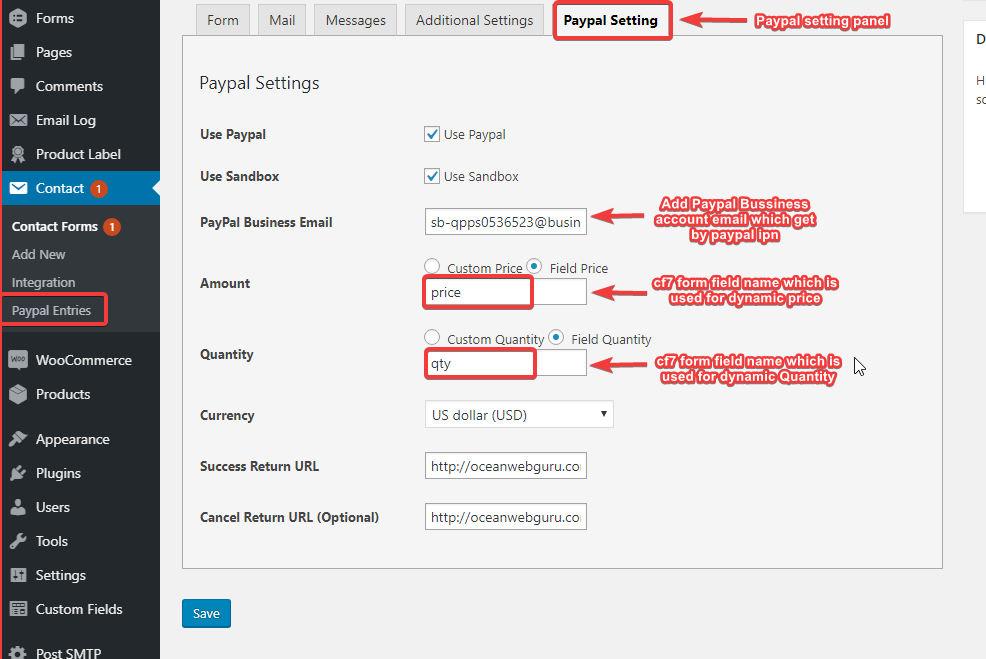 Forms
Pages
Comments
Email Log
Product Label
Contact 1
Contact Forms 1
Add New
Integration
Paypal Entries
WOO WooCommerce
Products
Appearance
Plugins
Users
Tools
Settings
Custom Fields
Post SMTP
Form Mail Messages Additional Settings Paypal Setting Paypal setting panel
Paypal Settings
Use Paypal Use Paypal
Use Sandbox Use Sandbox
PayPal Business Email sb-qpps0536523@busin
Add Paypal Bussiness
account email which get
by paypal ipn
Custom Price Field Price
Amount price
cf7 form field name which is
used for dynamic price
Custom Quantity Field Quantity
Quantity qty
cf7 form field name which is
used for dynamic Quantity
Currency US dollar (USD)
Success Return URL http://oceanwebguru.co
Cancel Return URL (Optional) http://oceanwebguru.co
Save
D
H
sc